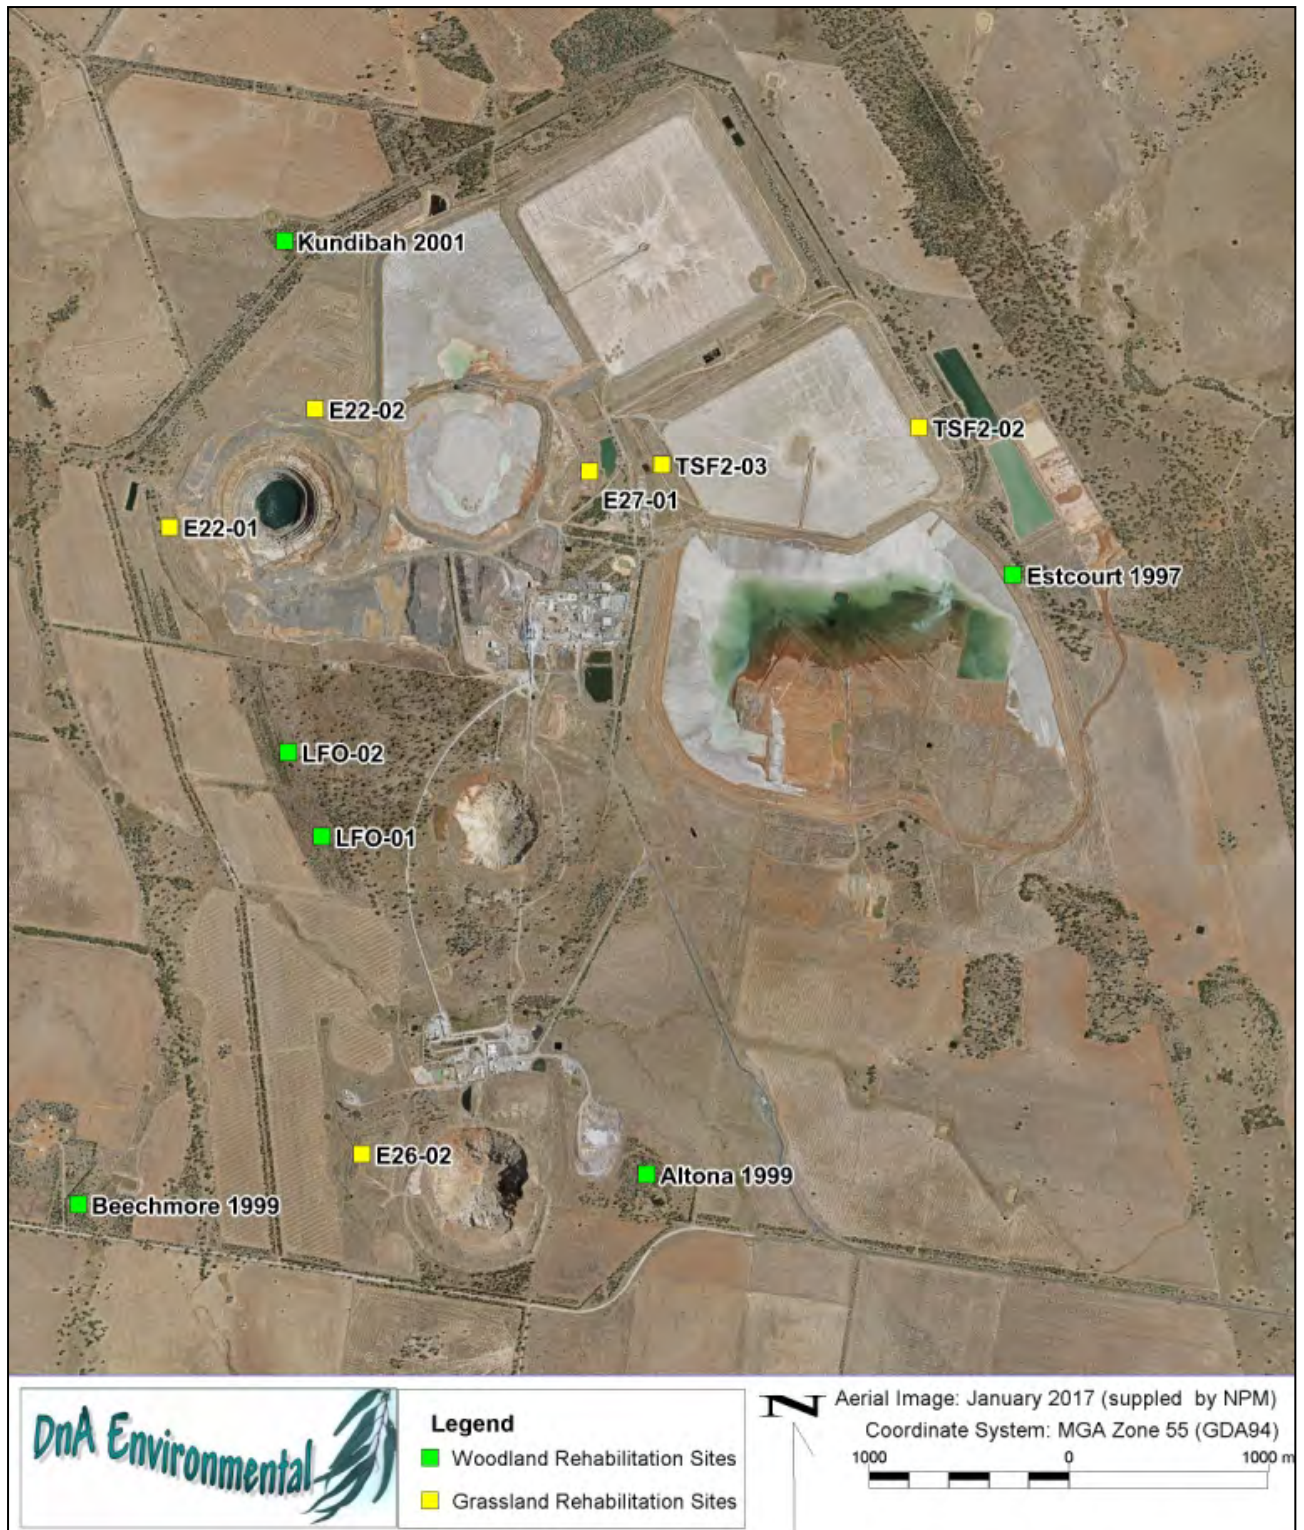 Kundibah 2001
E22-02
TSF2-02
TSF2-03
E27-01
E22-01
Estcourt 1997
LFO-02
LFO-01
E26-02
Altona 1999
Beechmore 1999
DnA Environmental
Legend
Woodland Rehabilitation Sites
Grassland Rehabilitation Sites
N
Aerial Image: January 2017 (suppled by NPM)
Coordinate System: MGA Zone 55 (GDA94)
1000 0 1000 m